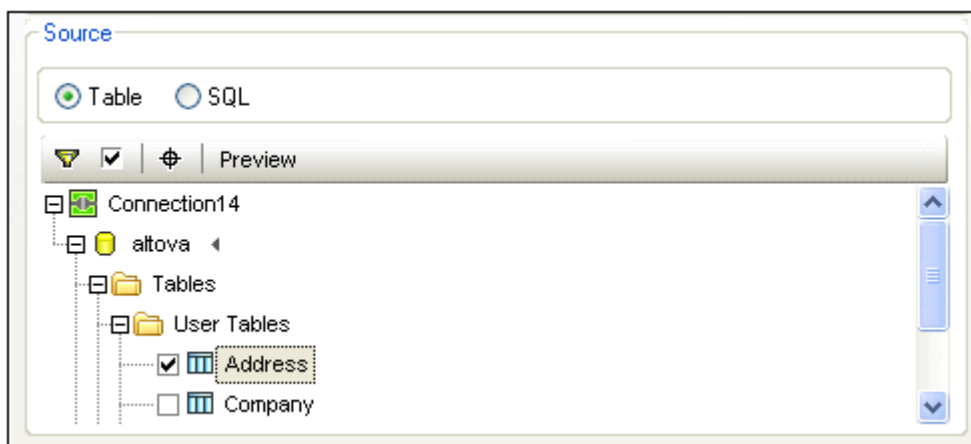 Source
Table SQL
Preview
Connection14
altova
Tables
User Tables
Address
Company